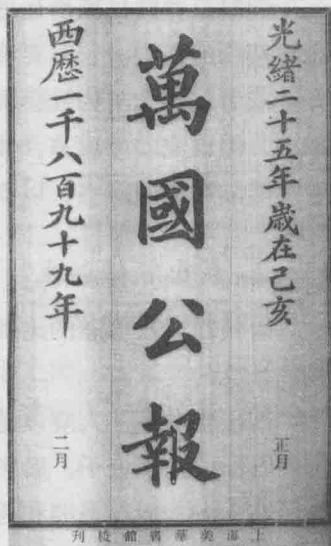 光緒二十五年歲在己亥
正月
萬國公報
西歷一千八百九十九年
二月
上海美華書館校刊